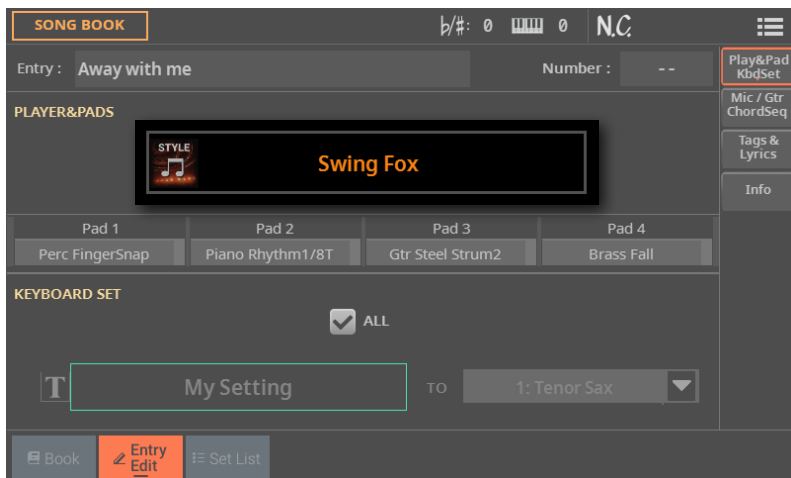 SONG BOOK
♭/#: 0 0 N.C.
Entry : Away with me Number : --
Play&Pad
KbdSet
PLAYER&PADS
Mic / Gtr
ChordSeq
STYLE
Swing Fox
Tags &
Lyrics
Info
Pad 1 Pad 2 Pad 3 Pad 4
Perc FingerSnap Piano Rhythm1/8T Gtr Steel Strum2 Brass Fall
KEYBOARD SET
ALL
T My Setting TO 1: Tenor Sax
Book Entry Edit Set List